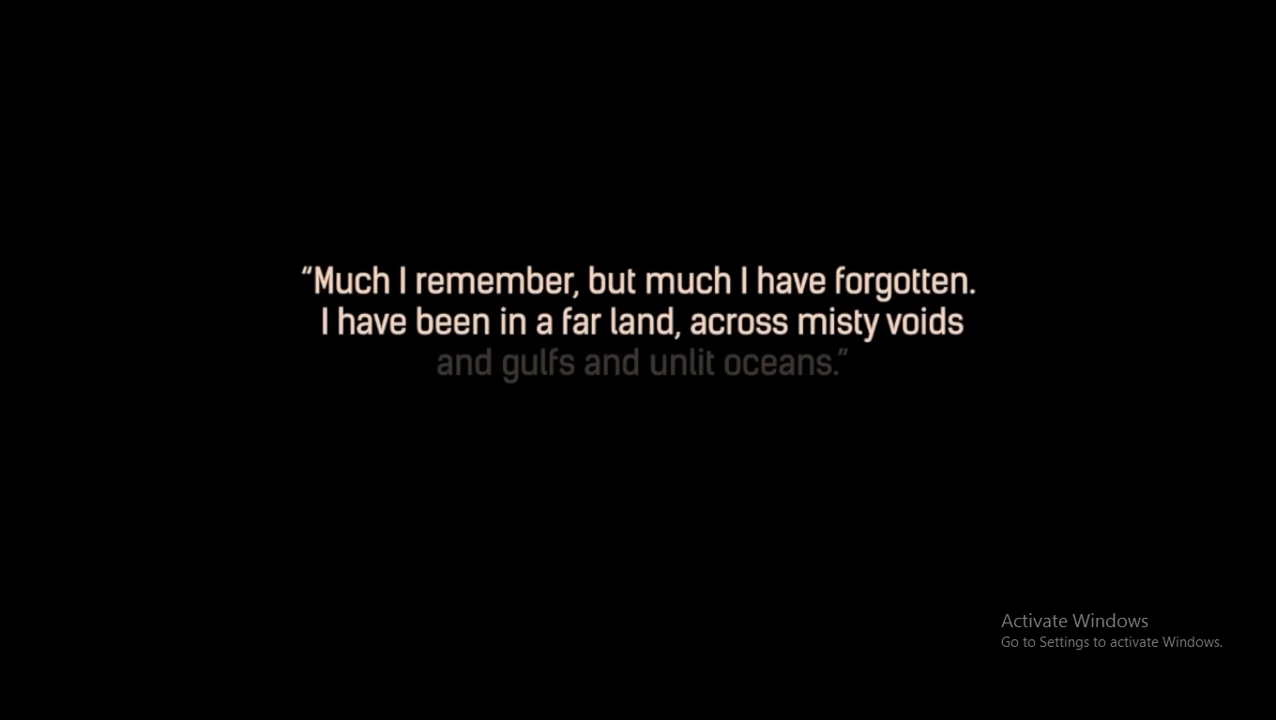 “Much I remember, but much I have forgotten.
I have been in a far land, across misty voids
and gulfs and unlit oceans.”
Activate Windows
Go to Settings to activate Windows.